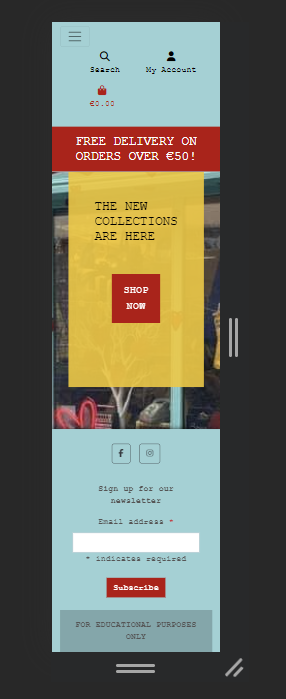 Search
My Account
€0.00
FREE DELIVERY ON
ORDERS OVER €50!
THE NEW
COLLECTIONS
ARE HERE
SHOP
NOW
Sign up for our
newsletter
Email address *
* indicates required
Subscribe
FOR EDUCATIONAL PURPOSES
ONLY